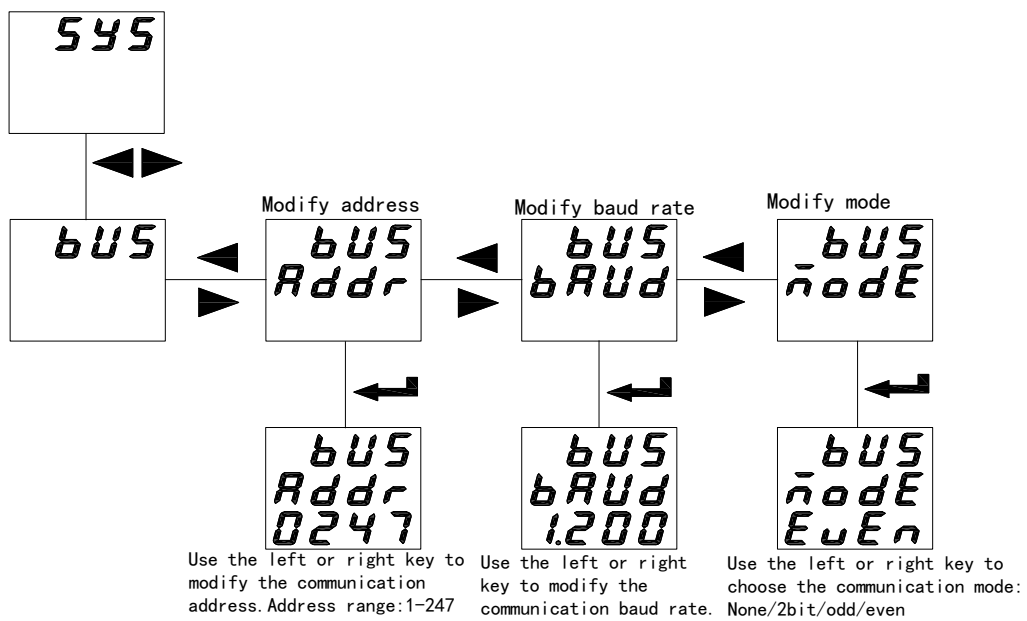 SYS
Modify address
Modify baud rate
Modify mode
bUS
bUS
Addr
bUS
bAUd
bUS
n̄odE
bUS
Addr
0247
bUS
bAUd
1.200
bUS
n̄odE
EvEn
Use the left or right key to
modify the communication
address. Address range:1-247
Use the left or right
key to modify the
communication baud rate.
Use the left or right key to
choose the communication mode:
None/2bit/odd/even